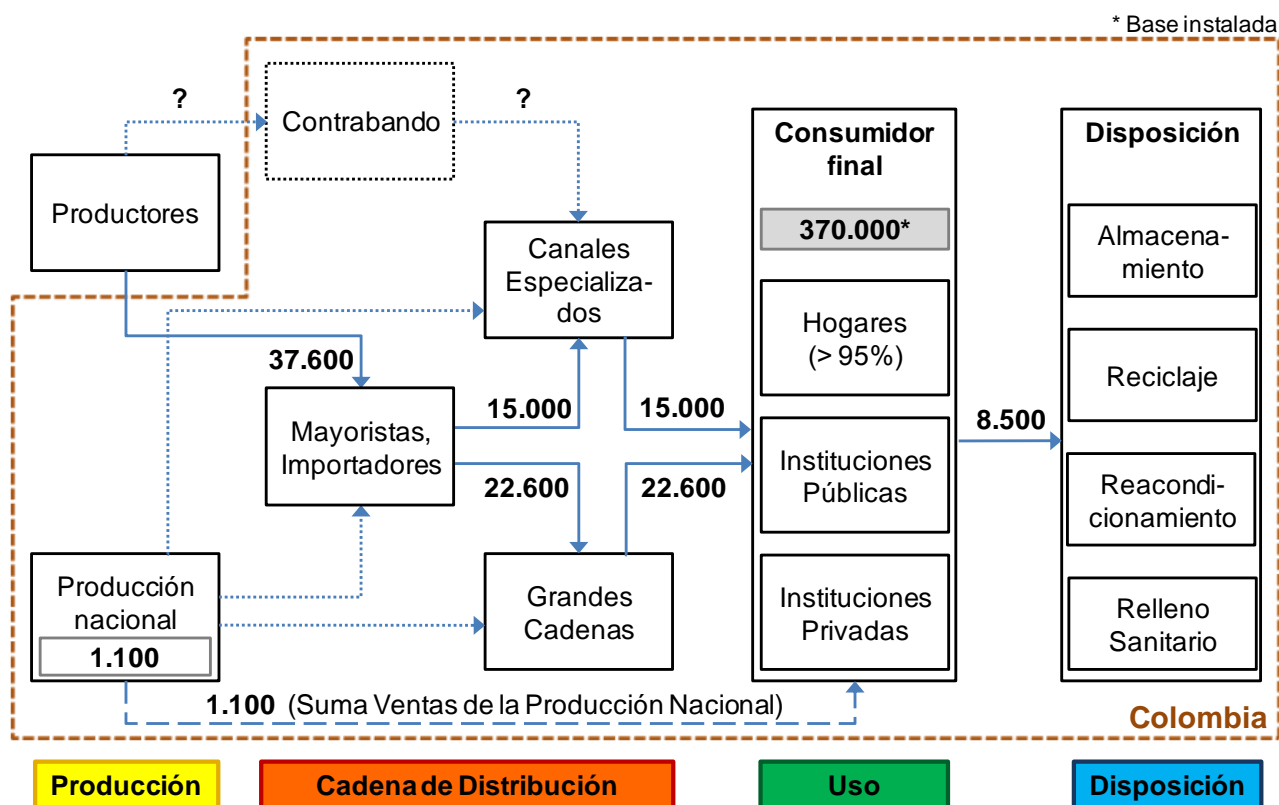 * Base instalada
?
Contrabando
?
Productores
Canales
Especializa-
dos
Consumidor
final
370.000*
Hogares
(> 95%)
Instituciones
Públicas
Instituciones
Privadas
Disposición
Almacena-
miento
Reciclaje
Reacondi-
cionamiento
Relleno
Sanitario
37.600
Mayoristas,
Importadores
15.000
15.000
22.600
22.600
8.500
Producción
nacional
1.100
Grandes
Cadenas
1.100 (Suma Ventas de la Producción Nacional)
Colombia
Producción
Cadena de Distribución
Uso
Disposición